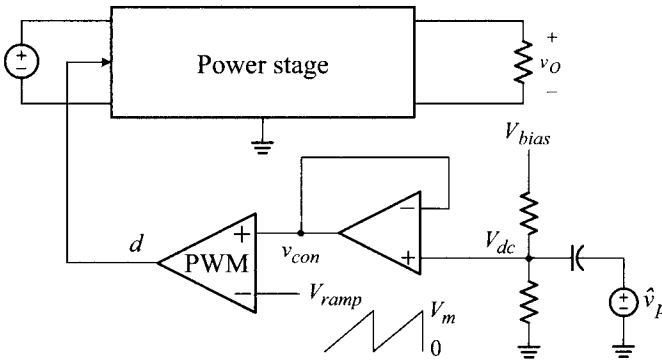 Power stage
+
v_O
−
V_bias
d
+
PWM
−
v_con
−
+
V_dc
V_ramp
V_m
0
+
−
v̂_p
+
−